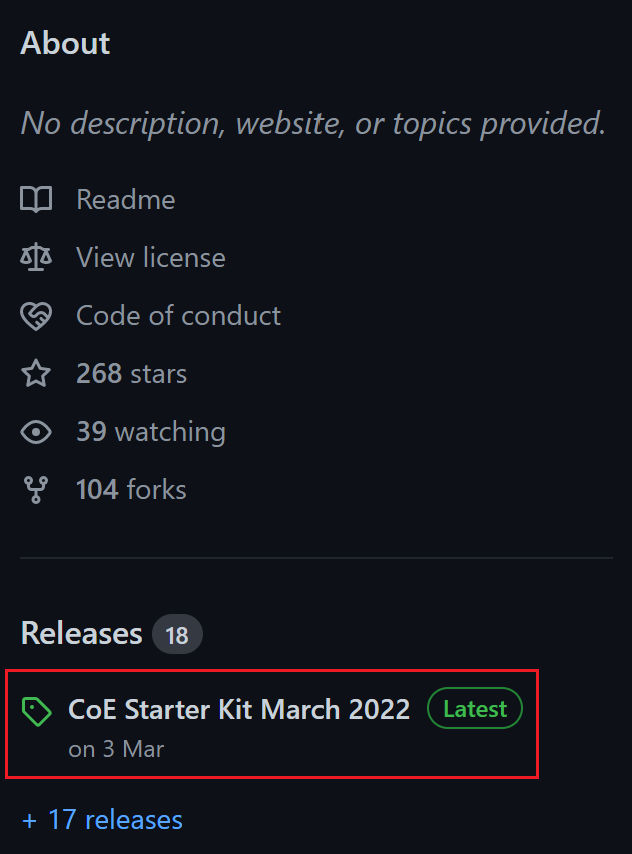 About
No description, website, or topics provided.
Readme
View license
Code of conduct
268 stars
39 watching
104 forks
Releases 18
CoE Starter Kit March 2022 Latest
on 3 Mar
+ 17 releases